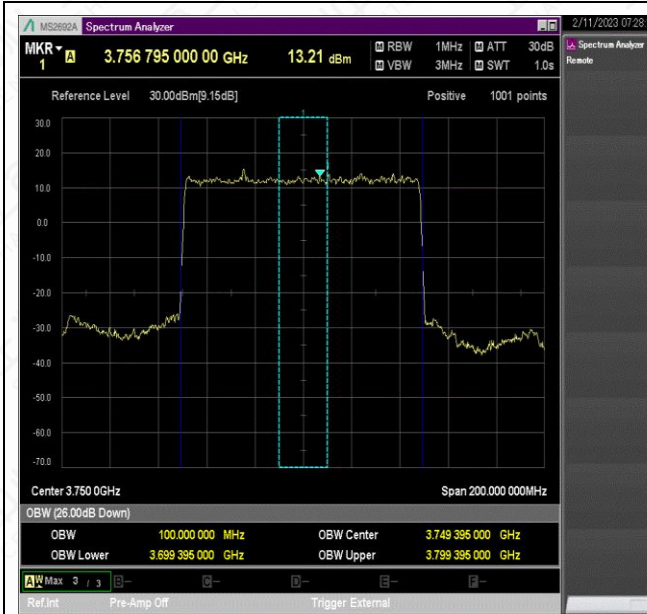 MS2692A Spectrum Analyzer
2/11/2023 07:28:
MKR 1 A 3.756 795 000 00 GHz 13.21 dBm
M RBW 1MHz M ATT 30dB
M VBW 3MHz M SWT 1.0s
Spectrum Analyzer
Remote
Reference Level 30.00dBm[9.15dB] Positive 1001 points
30.0
20.0
10.0
0.0
-10.0
-20.0
-30.0
-40.0
-50.0
-60.0
-70.0
Center 3.750 0GHz Span 200.000 000MHz
OBW (26.00dB Down)
OBW 100.000 000 MHz OBW Center 3.749 395 000 GHz
OBW Lower 3.699 395 000 GHz OBW Upper 3.799 395 000 GHz
A W Max 3 / 3 B- C- D- E- F-
Ref.Int Pre-Amp Off Trigger External